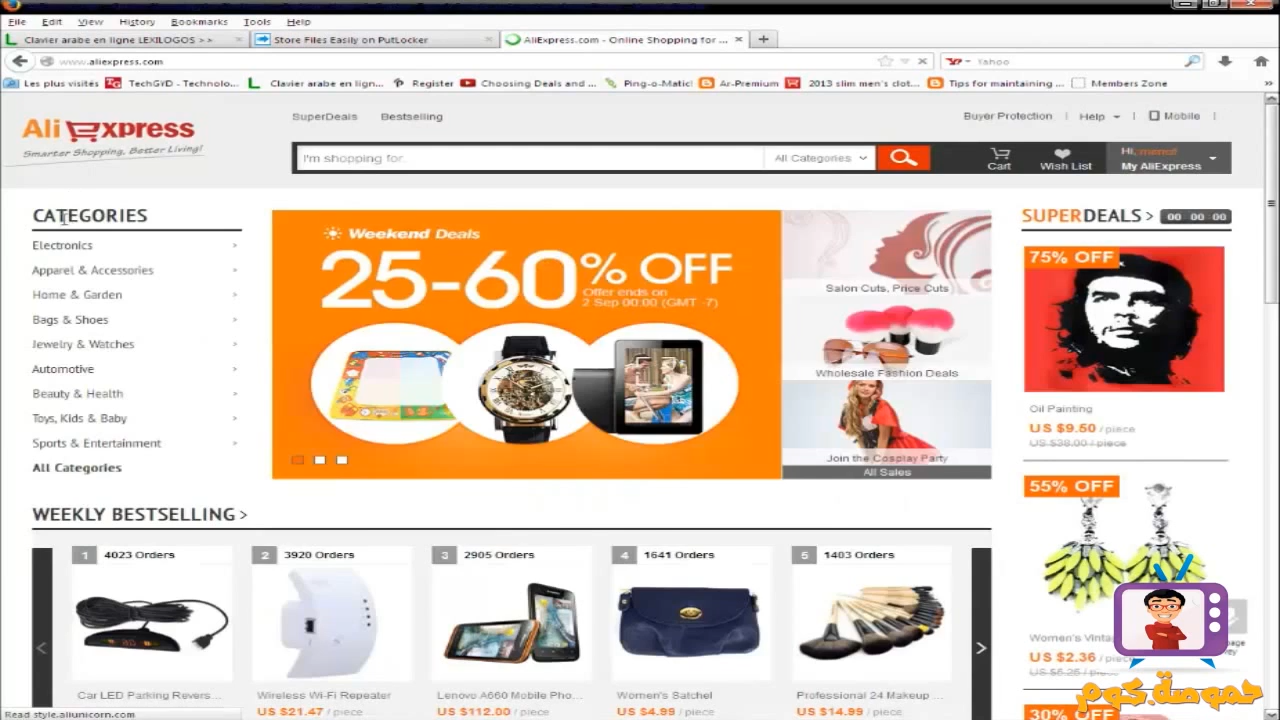 File Edit View History Bookmarks Tools Help
Clavier arabe en ligne LEXILOGOS >>
Store Files Easily on PutLocker
AliExpress.com - Online Shopping for ...
www.aliexpress.com
Yahoo
Les plus visités
TechGYD - Technolo...
Clavier arabe en lign...
Register
Choosing Deals and ...
Ping-o-Matic!
Ar-Premium
2013 slim men's clot...
Tips for maintaining ...
Members Zone
AliExpress
Smarter Shopping, Better Living!
SuperDeals
Bestselling
Buyer Protection
Help
Mobile
I'm shopping for.
All Categories
Cart
Wish List
Hi,
My AliExpress
CATEGORIES
Electronics
Apparel & Accessories
Home & Garden
Bags & Shoes
Jewelry & Watches
Automotive
Beauty & Health
Toys, Kids & Baby
Sports & Entertainment
All Categories
Weekend Deals
25-60% OFF
Offer ends on
2 Sep 00:00 (GMT -7)
Salon Cuts, Price Cuts
Wholesale Fashion Deals
Join the Cosplay Party
All Sales
SUPERDEALS >
00 00 00
75% OFF
Oil Painting
US $9.50 / piece
US $38.00 / piece
55% OFF
Women's Vinta
US $2.36 / piec
US $5.25 /
30% OFF
WEEKLY BESTSELLING >
1 4023 Orders
Car LED Parking Revers...
2 3920 Orders
Wireless Wi-Fi Repeater
US $21.47 / piece
3 2905 Orders
Lenovo A660 Mobile Pho...
US $112.00 / piece
4 1641 Orders
Women's Satchel
US $4.99 / piece
5 1403 Orders
Professional 24 Makeup ...
US $14.99 / piece
Read style.aliunicorn.com
حموصة.كوم